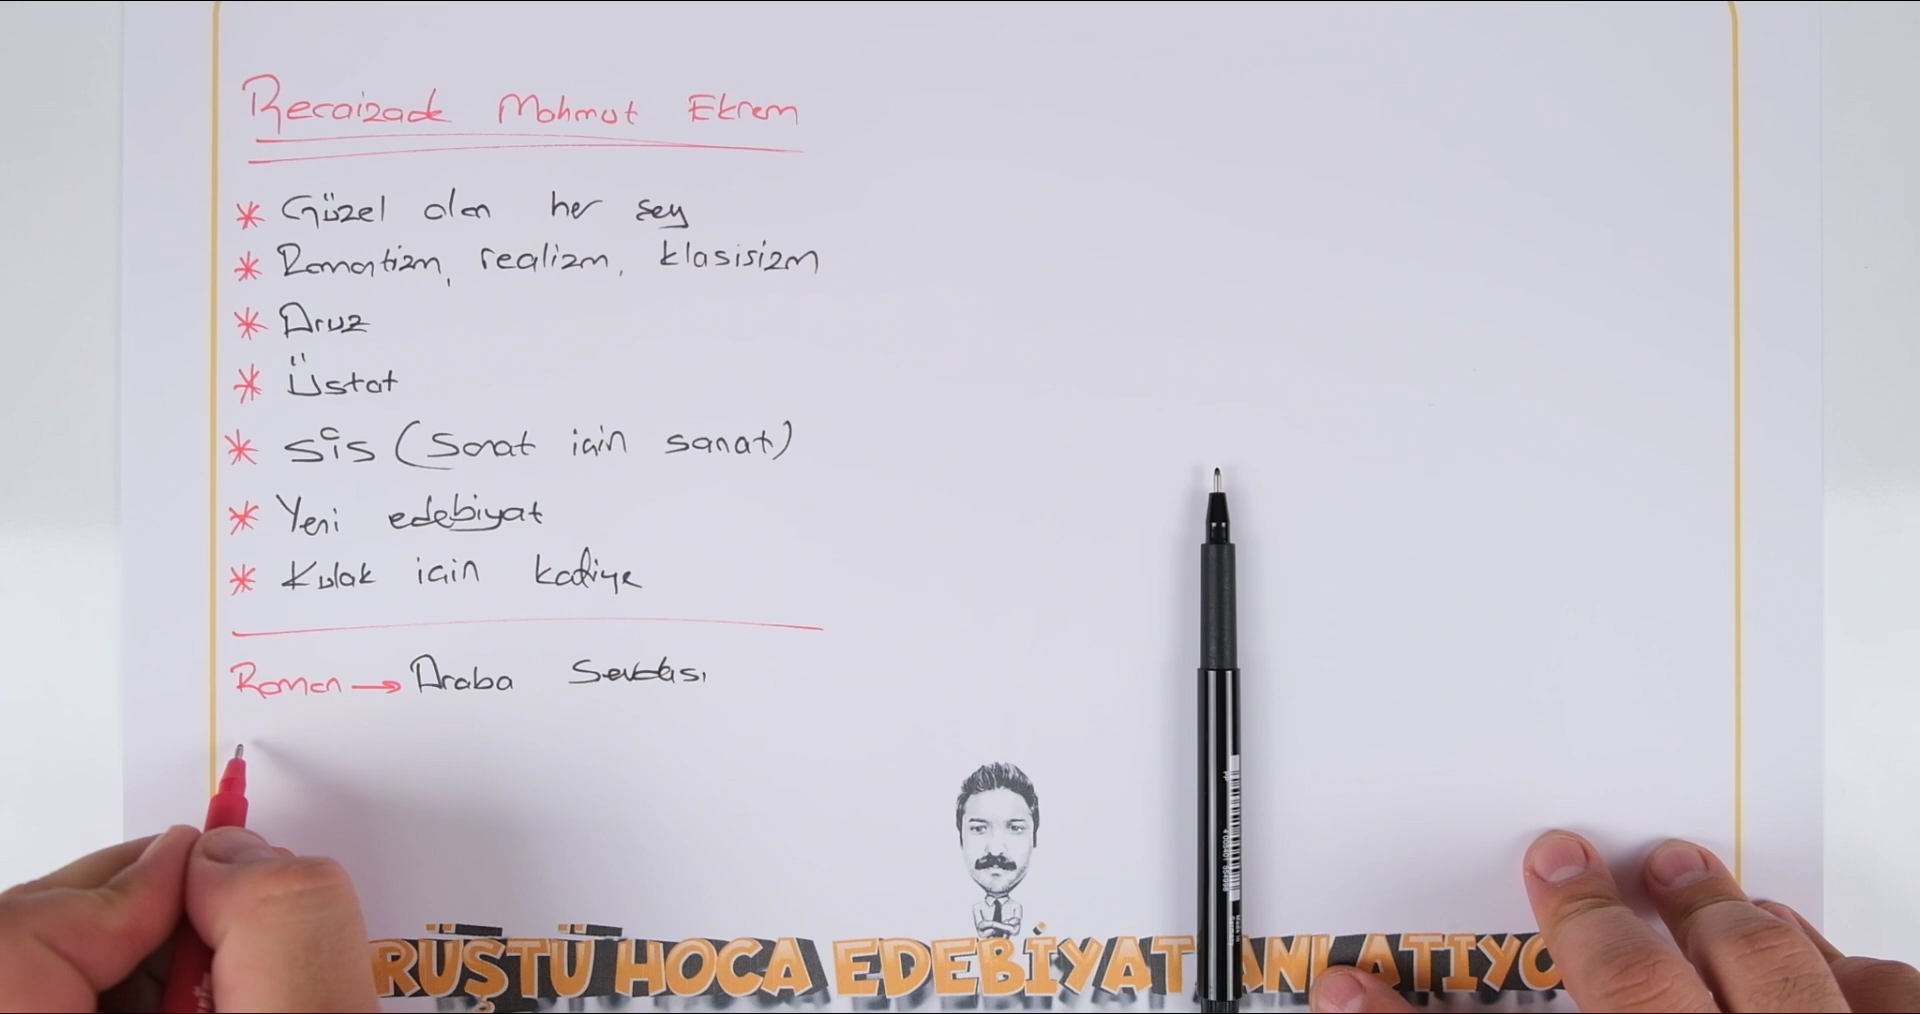 Recaizade Mahmut Ekrem
* Güzel olan her şey
* Romantizm, realizm, klasisizm
* Aruz
* Üstat
* SİS (Sanat için sanat)
* Yeni edebiyat
* Kulak için kafiye
Roman → Araba Sevdası
RÜŞTÜ HOCA EDEBİYAT ANLATIYO